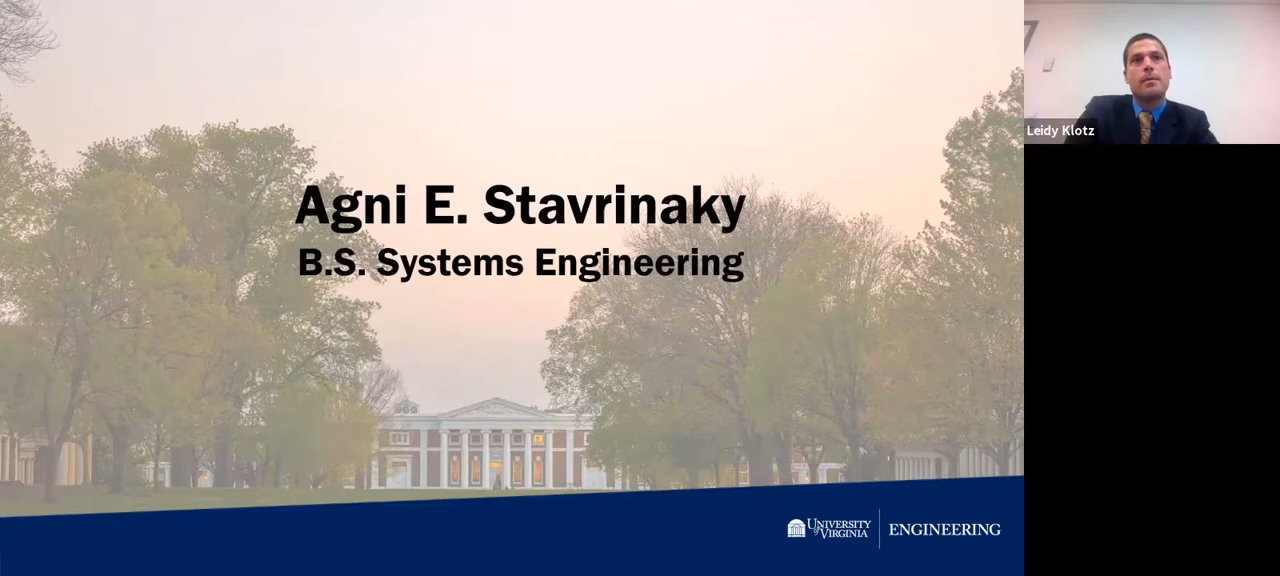 Agni E. Stavrinaky
B.S. Systems Engineering
Leidy Klotz
UNIVERSITY of VIRGINIA
ENGINEERING